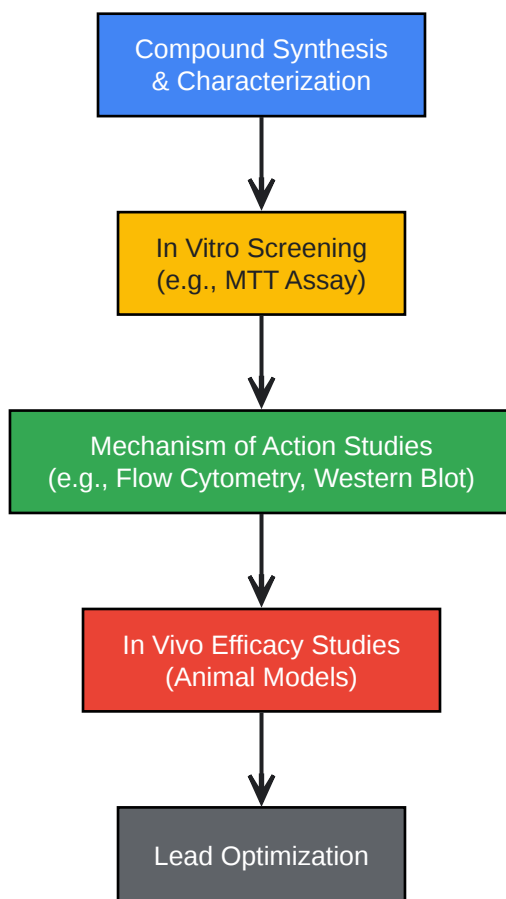 Compound Synthesis
& Characterization
In Vitro Screening
(e.g., MTT Assay)
Mechanism of Action Studies
(e.g., Flow Cytometry, Western Blot)
In Vivo Efficacy Studies
(Animal Models)
Lead Optimization